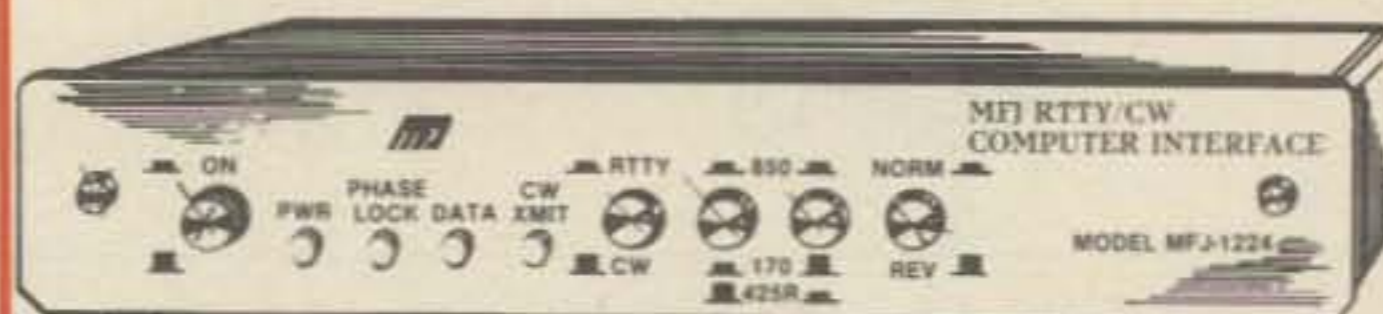 MFJ RTTY/CW
COMPUTER INTERFACE
MFJ
ON
PWR
PHASE
LOCK
DATA
CW
XMIT
RTTY
CW
850
170
425R
NORM
REV
MODEL MFJ-1224